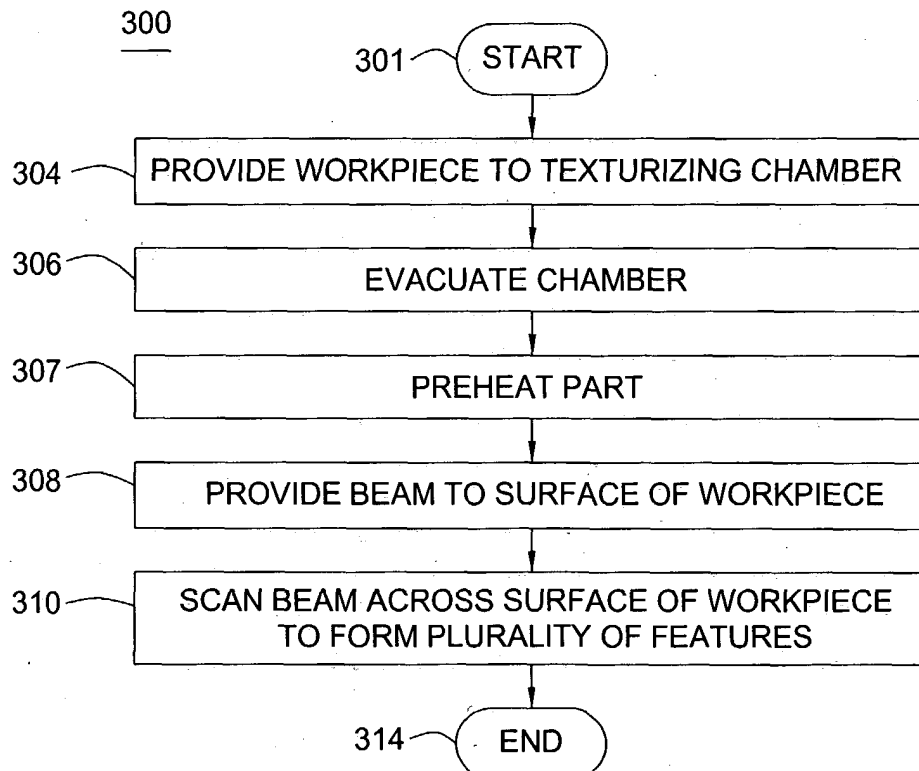 300
301
START
304
PROVIDE WORKPIECE TO TEXTURIZING CHAMBER
306
EVACUATE CHAMBER
307
PREHEAT PART
308
PROVIDE BEAM TO SURFACE OF WORKPIECE
310
SCAN BEAM ACROSS SURFACE OF WORKPIECE
TO FORM PLURALITY OF FEATURES
314
END